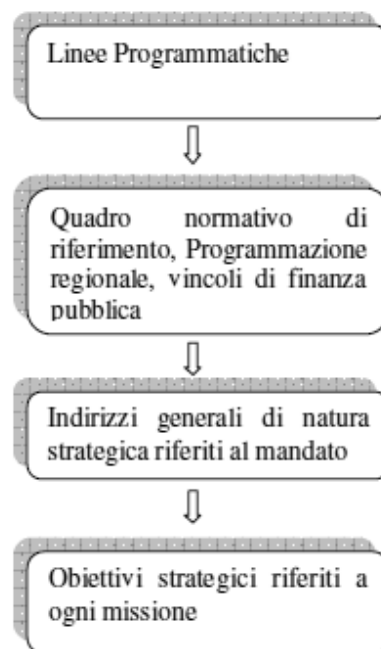 Linee Programmatiche
Quadro normativo di
riferimento, Programmazione
regionale, vincoli di finanza
pubblica
Indirizzi generali di natura
strategica riferiti al mandato
Obiettivi strategici riferiti a
ogni missione